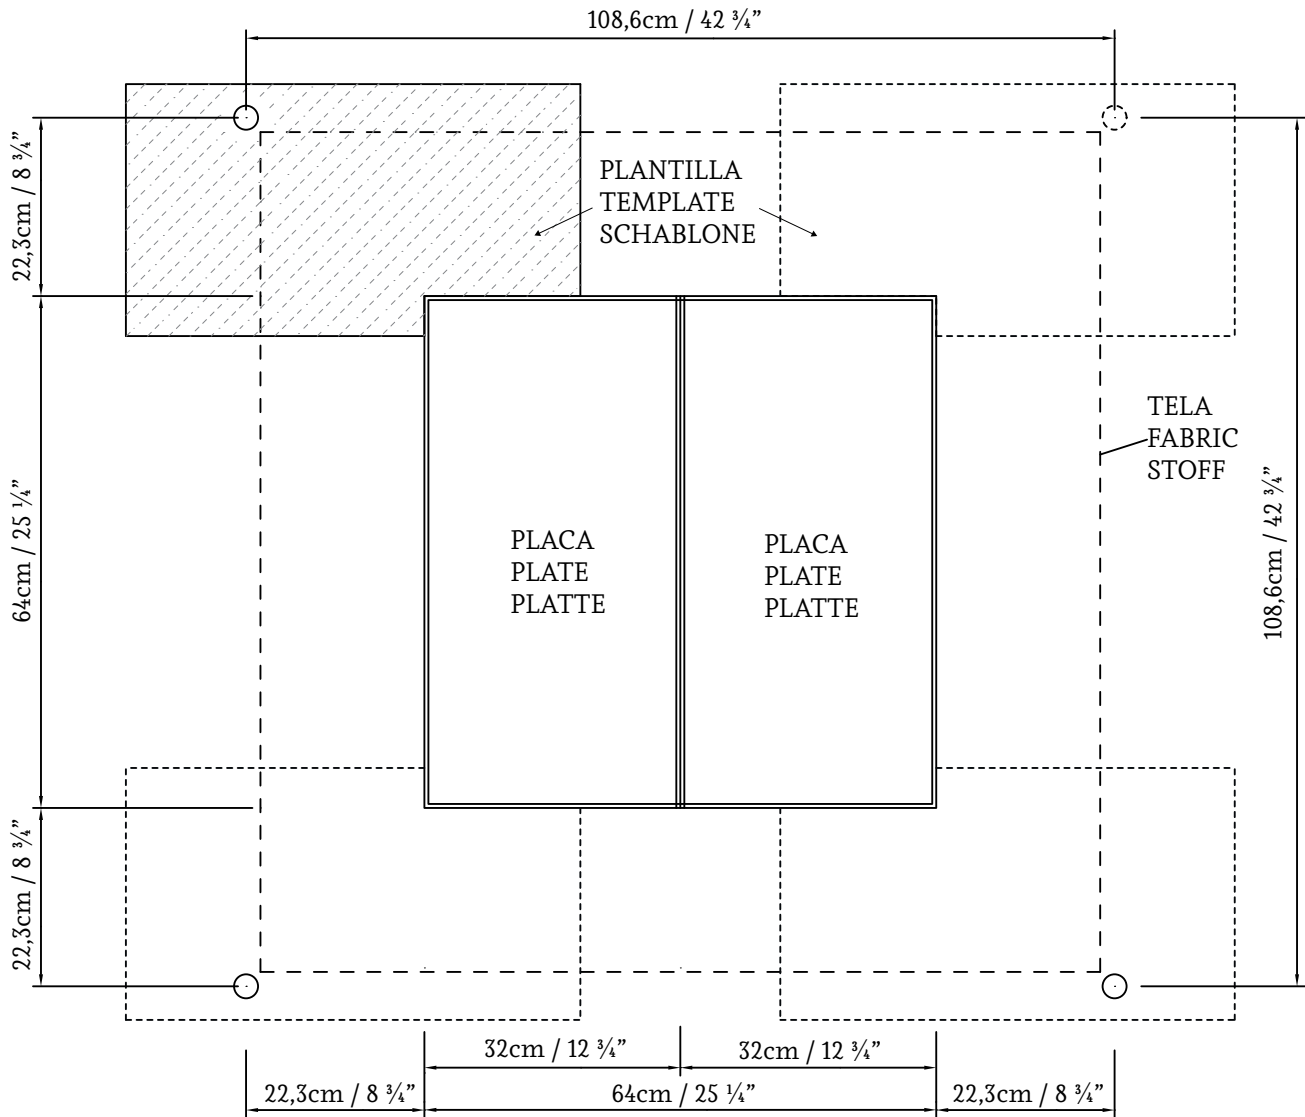 108,6cm / 42 ¾”
22,3cm / 8 ¾”
PLANTILLA
TEMPLATE
SCHABLONE
TELA
FABRIC
STOFF
64cm / 25 ¼”
108,6cm / 42 ¾”
PLACA
PLATE
PLATTE
PLACA
PLATE
PLATTE
22,3cm / 8 ¾”
32cm / 12 ¾”
32cm / 12 ¾”
22,3cm / 8 ¾”
64cm / 25 ¼”
22,3cm / 8 ¾”